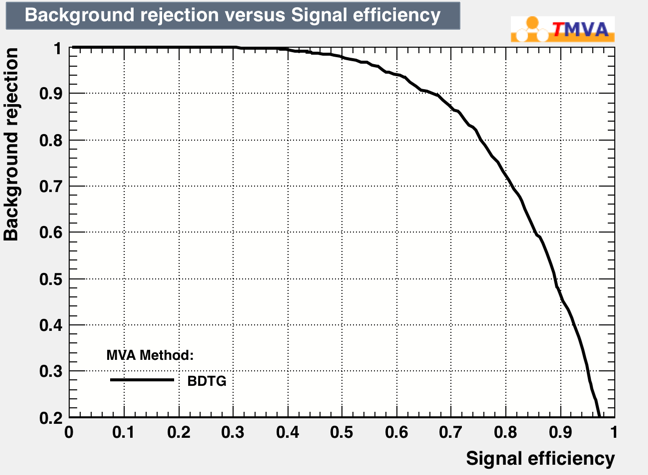 Background rejection versus Signal efficiency
TMVA
Background rejection
1
0.9
0.8
0.7
0.6
0.5
0.4
0.3
0.2
MVA Method:
BDTG
0 0.1 0.2 0.3 0.4 0.5 0.6 0.7 0.8 0.9 1
Signal efficiency